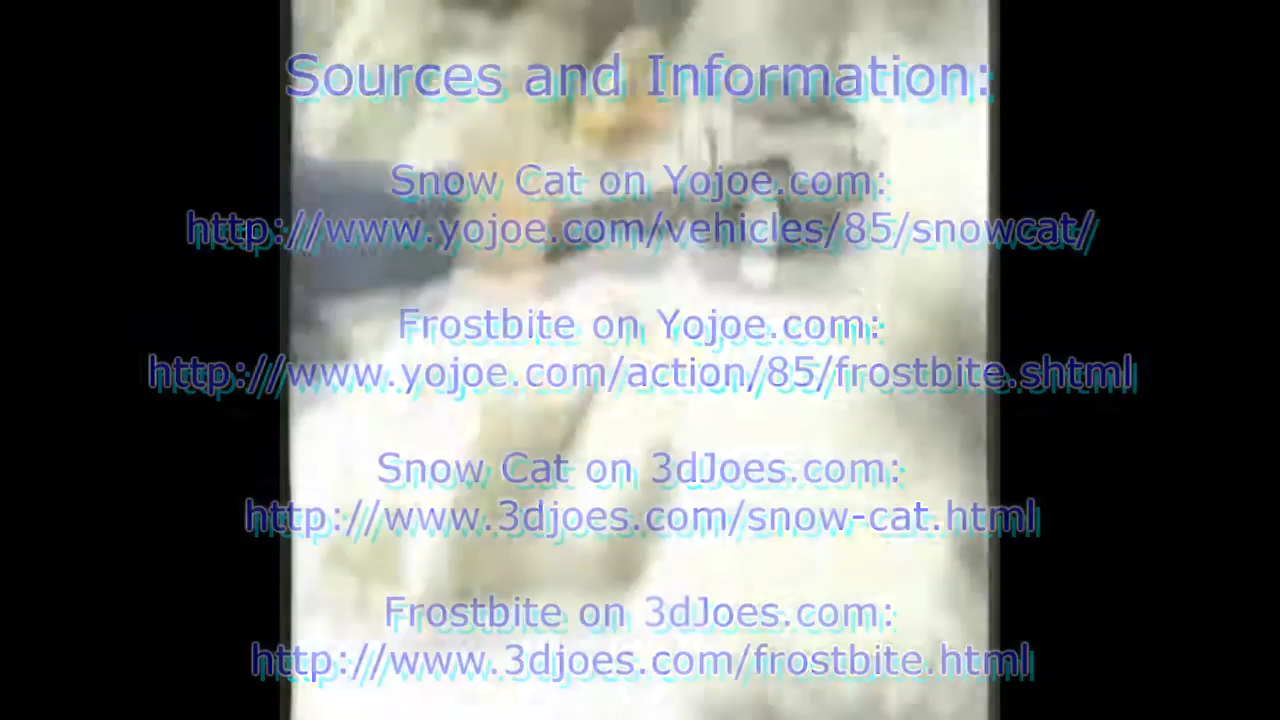 Sources and Information:
Snow Cat on Yojoe.com:
http://www.yojoe.com/vehicles/85/snowcat/
Frostbite on Yojoe.com:
http://www.yojoe.com/action/85/frostbite.shtml
Snow Cat on 3dJoes.com:
http://www.3djoes.com/snow-cat.html
Frostbite on 3dJoes.com:
http://www.3djoes.com/frostbite.html